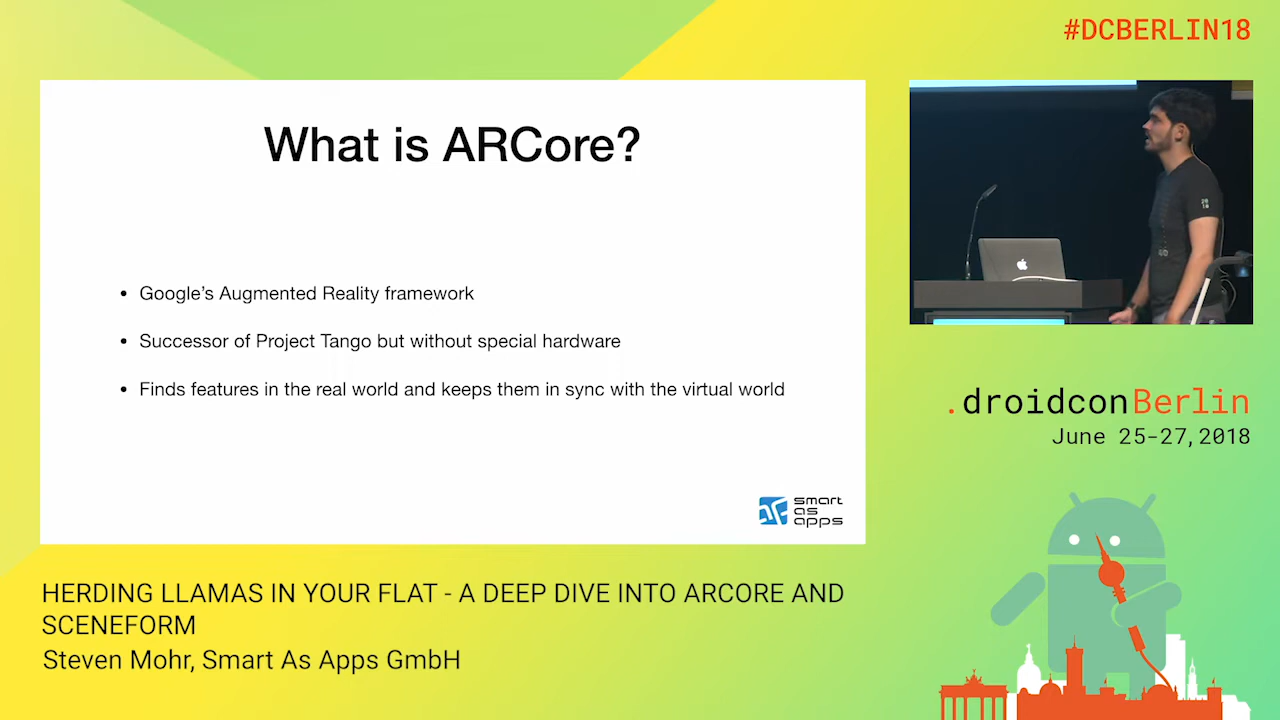 #DCBERLIN18
What is ARCore?
• Google's Augmented Reality framework
• Successor of Project Tango but without special hardware
• Finds features in the real world and keeps them in sync with the virtual world
smart
as
apps
.droidconBerlin
June 25-27,2018
HERDING LLAMAS IN YOUR FLAT - A DEEP DIVE INTO ARCORE AND
SCENEFORM
Steven Mohr, Smart As Apps GmbH